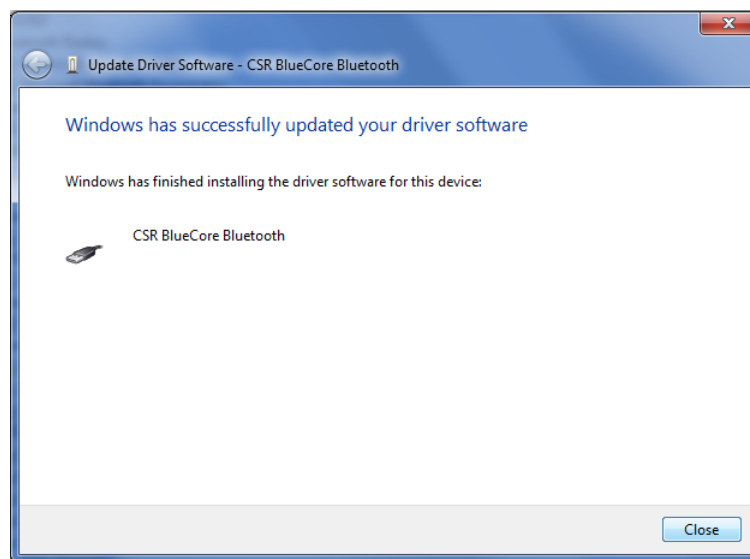 Update Driver Software - CSR BlueCore Bluetooth
Windows has successfully updated your driver software
Windows has finished installing the driver software for this device:
CSR BlueCore Bluetooth
Close